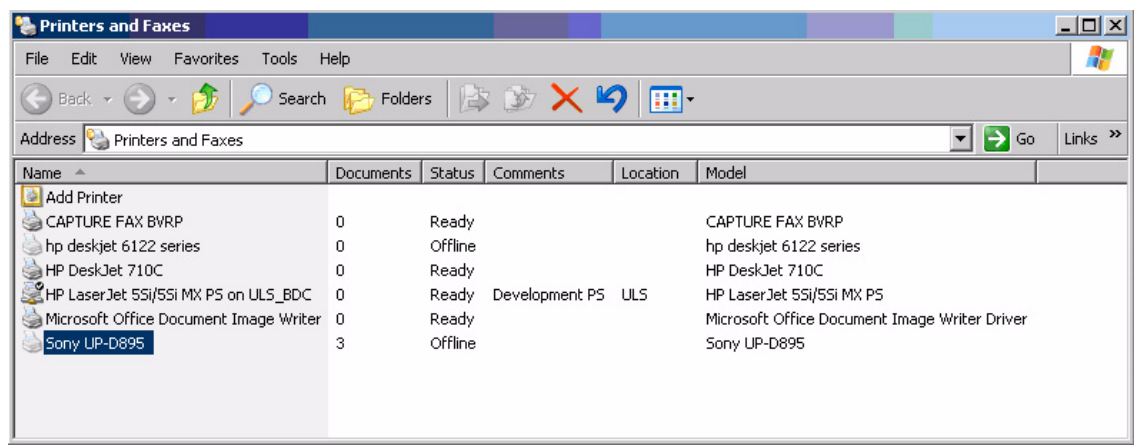 Printers and Faxes
File Edit View Favorites Tools Help
Back Search Folders
Address Printers and Faxes Go Links »
Name Documents Status Comments Location Model
Add Printer
CAPTURE FAX BVRP 0 Ready CAPTURE FAX BVRP
hp deskjet 6122 series 0 Offline hp deskjet 6122 series
HP DeskJet 710C 0 Ready HP DeskJet 710C
HP LaserJet 5Si/5Si MX PS on ULS_BDC 0 Ready Development PS ULS HP LaserJet 5Si/5Si MX PS
Microsoft Office Document Image Writer 0 Ready Microsoft Office Document Image Writer Driver
Sony UP-D895 3 Offline Sony UP-D895